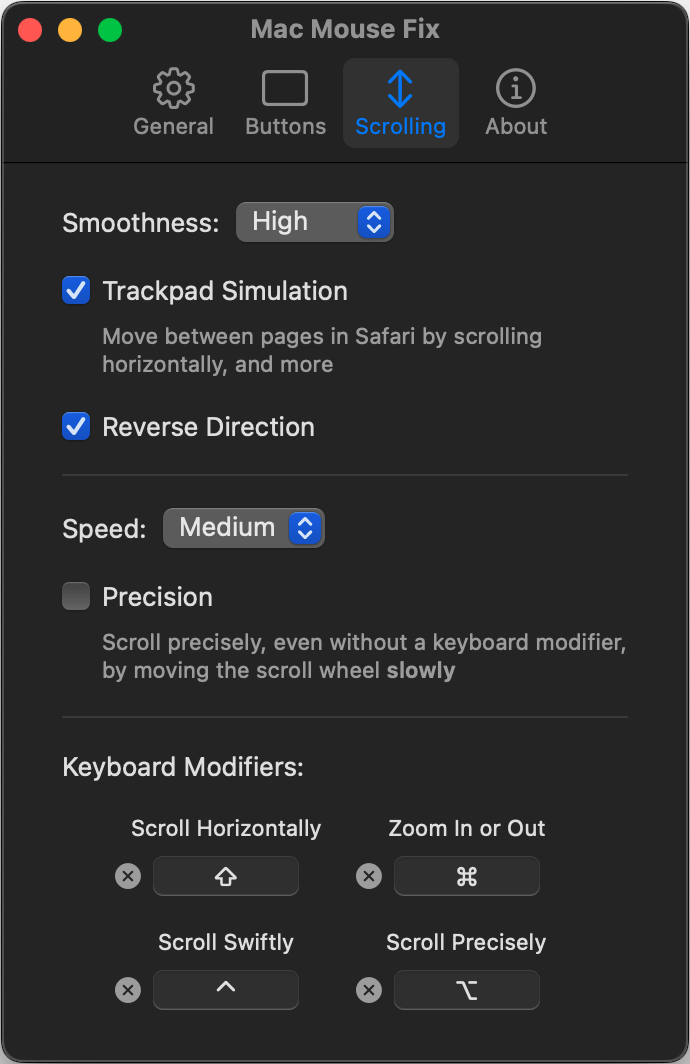 Mac Mouse Fix
General
Buttons
Scrolling
About
Smoothness: High
Trackpad Simulation
Move between pages in Safari by scrolling
horizontally, and more
Reverse Direction
Speed: Medium
Precision
Scroll precisely, even without a keyboard modifier,
by moving the scroll wheel slowly
Keyboard Modifiers:
Scroll Horizontally
Zoom In or Out
⇧
⌘
Scroll Swiftly
Scroll Precisely
⌃
⌥